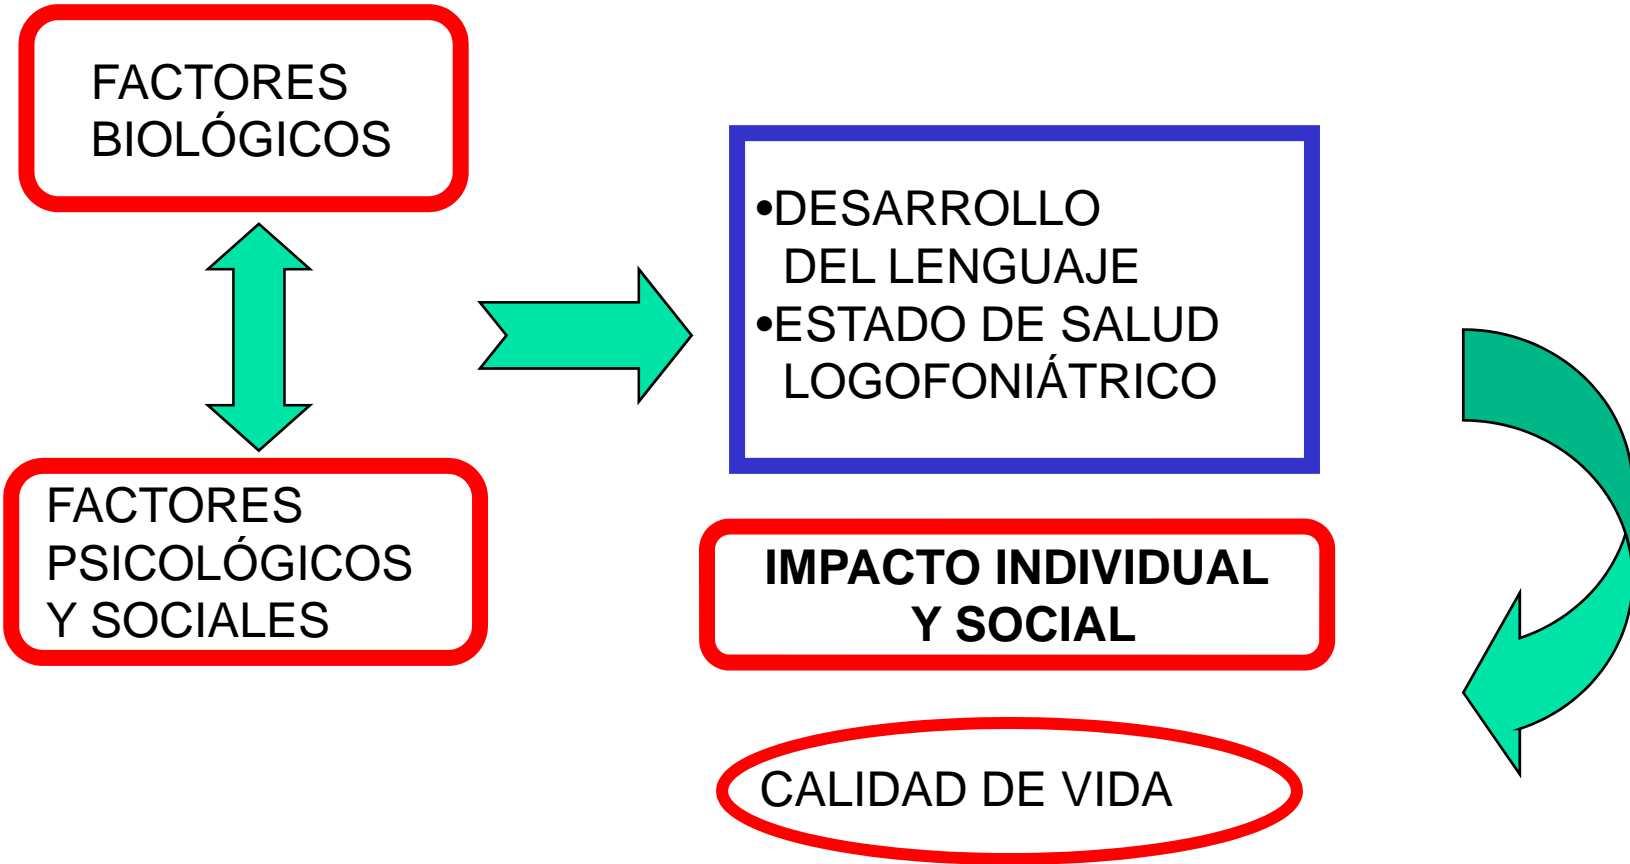 FACTORES
BIOLÓGICOS
•DESARROLLO
DEL LENGUAJE
•ESTADO DE SALUD
LOGOFONIÁTRICO
FACTORES
PSICOLÓGICOS
Y SOCIALES
IMPACTO INDIVIDUAL
Y SOCIAL
CALIDAD DE VIDA